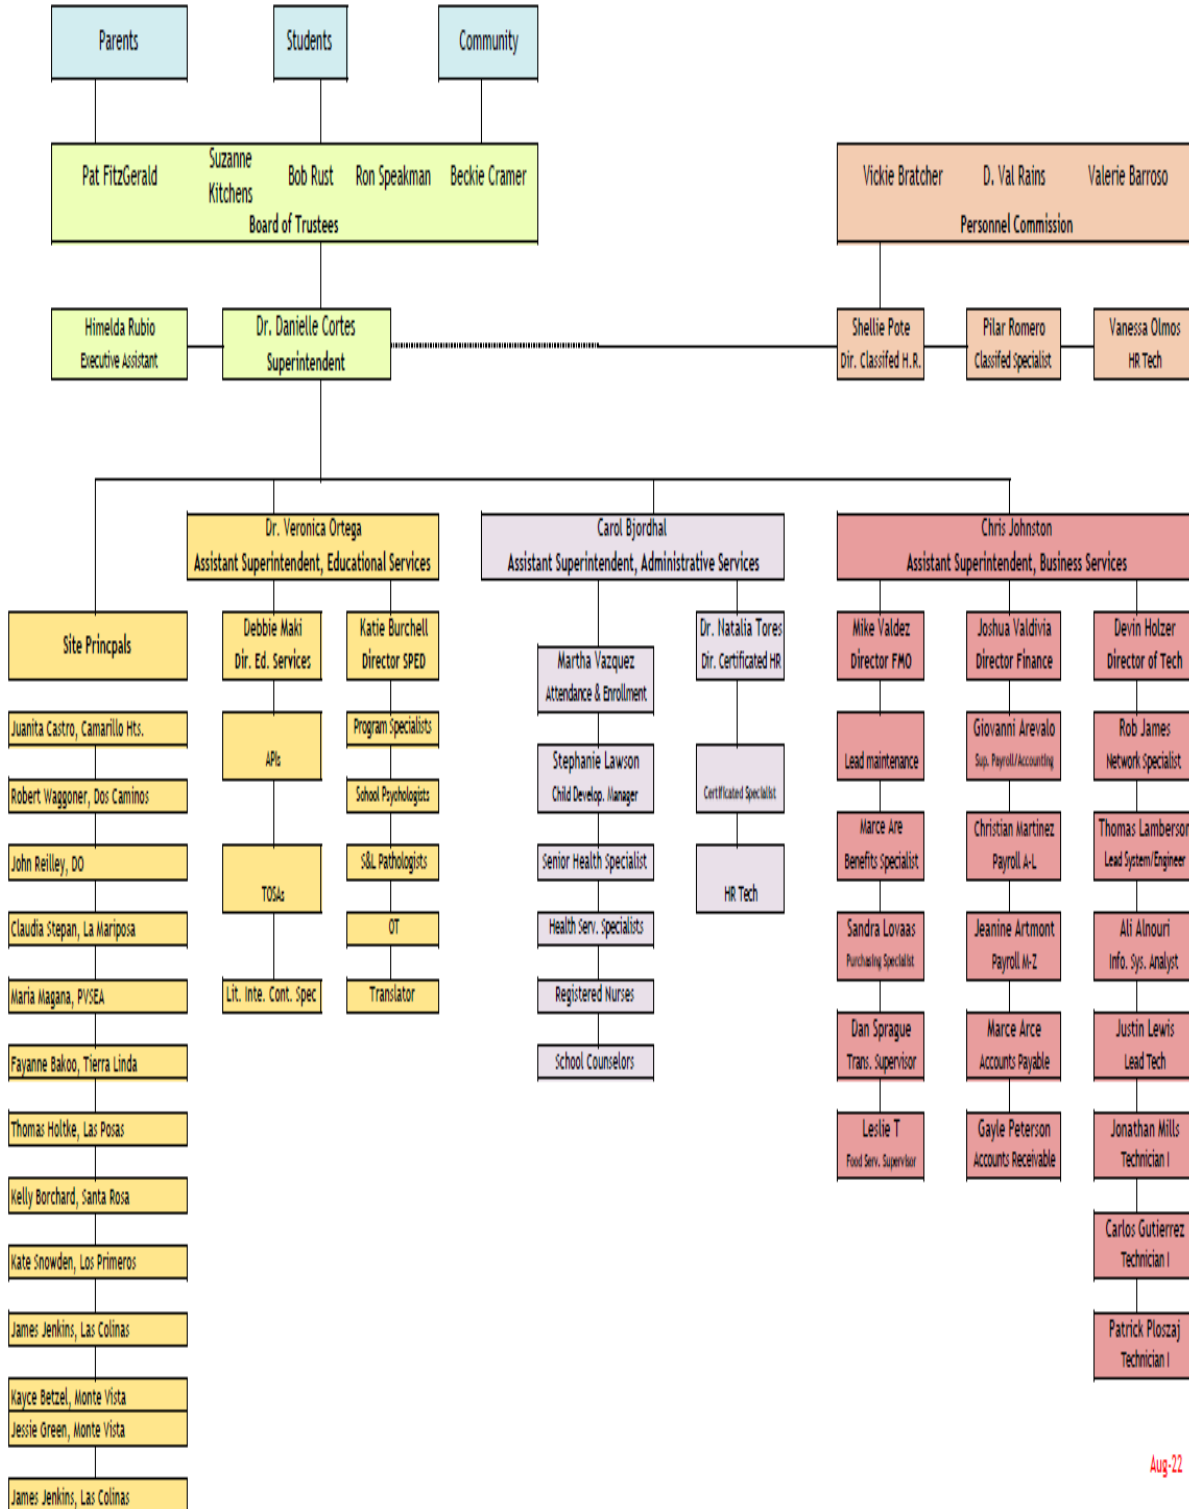 Parents
Students
Community
Pat FitzGerald
Suzanne
Kitchens
Bob Rust
Ron Speakman
Beckie Cramer
Board of Trustees
Vickie Bratcher
D. Val Rains
Valerie Barroso
Personnel Commission
Himelda Rubio
Executive Assistant
Dr. Danielle Cortes
Superintendent
Shellie Pote
Dir. Classifed H.R.
Pilar Romero
Classifed Specialist
Vanessa Olmos
HR Tech
Dr. Veronica Ortega
Assistant Superintendent, Educational Services
Carol Bjordhal
Assistant Superintendent, Administrative Services
Chris Johnston
Assistant Superintendent, Business Services
Site Princpals
Juanita Castro, Camarillo Hts.
Robert Waggoner, Dos Caminos
John Reilley, DO
Claudia Stepan, La Mariposa
Maria Magana, PVSEA
Fayanne Bakoo, Tierra Linda
Thomas Holtke, Las Posas
Kelly Borchard, Santa Rosa
Kate Snowden, Los Primeros
James Jenkins, Las Colinas
Kayce Betzel, Monte Vista
Jessie Green, Monte Vista
James Jenkins, Las Colinas
Debbie Maki
Dir. Ed. Services
APIs
TOSAs
Lit. Inte. Cont. Spec
Katie Burchell
Director SPED
Program Specialists
School Psychologists
S&L Pathologists
OT
Translator
Martha Vazquez
Attendance & Enrollment
Stephanie Lawson
Child Develop. Manager
Senior Health Specialist
Health Serv. Specialists
Registered Nurses
School Counselors
Dr. Natalia Tores
Dir. Certificated HR
Certificated Specialist
HR Tech
Mike Valdez
Director FMO
Lead maintenance
Marce Are
Benefits Specialist
Sandra Lovaas
Purchasing Specialist
Dan Sprague
Trans. Supervisor
Leslie T
Food Serv. Supervisor
Joshua Valdivia
Director Finance
Giovanni Arevalo
Sup. Payroll/Accounting
Christian Martinez
Payroll A-L
Jeanine Artmont
Payroll M-Z
Marce Arce
Accounts Payable
Gayle Peterson
Accounts Receivable
Devin Holzer
Director of Tech
Rob James
Network Specialist
Thomas Lamberson
Lead System/Engineer
Ali Alnouri
Info. Sys. Analyst
Justin Lewis
Lead Tech
Jonathan Mills
Technician I
Carlos Gutierrez
Technician I
Patrick Ploszaj
Technician I
Aug-22